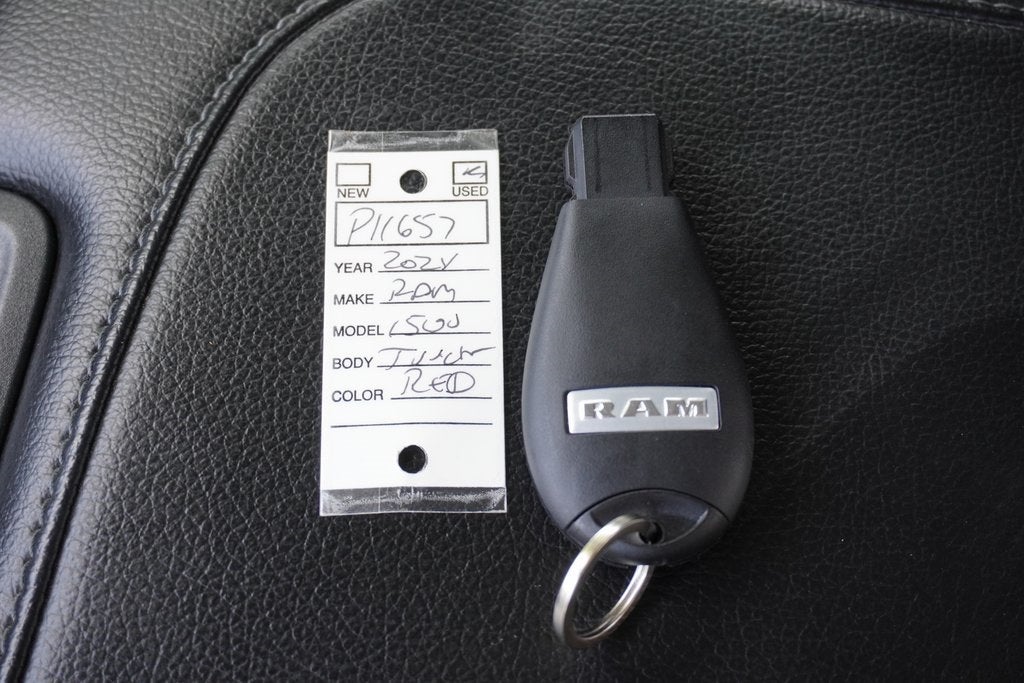 NEW USED
P11657
YEAR 2024
MAKE RAM
MODEL 1500
BODY
COLOR RED
RAM